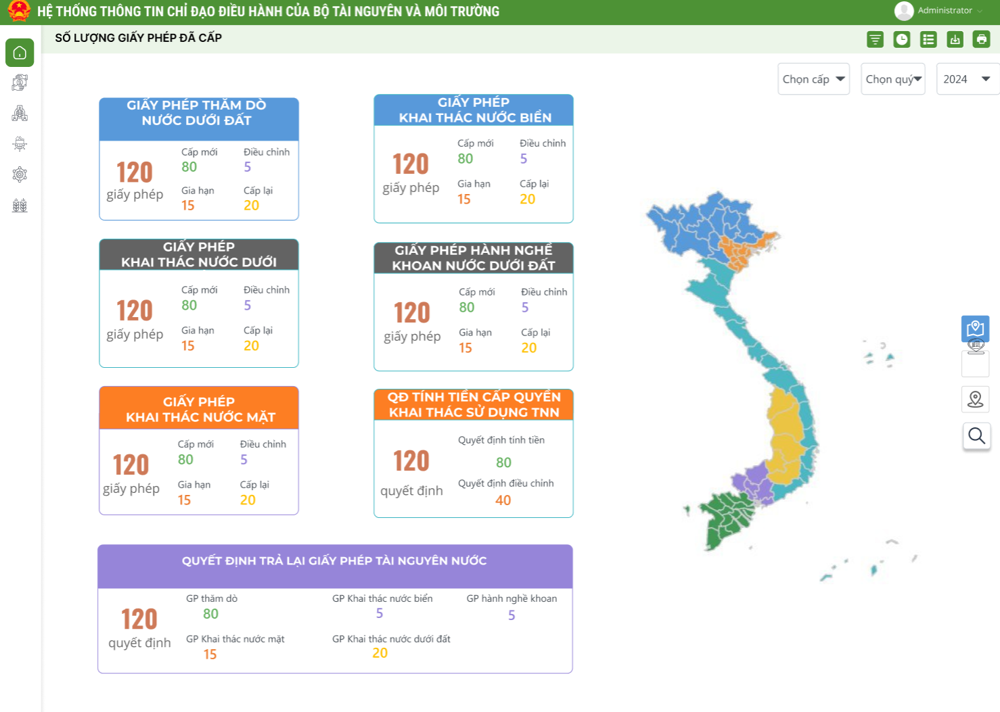 HỆ THỐNG THÔNG TIN CHỈ ĐẠO ĐIỀU HÀNH CỦA BỘ TÀI NGUYÊN VÀ MÔI TRƯỜNG
Administrator
SỐ LƯỢNG GIẤY PHÉP ĐÃ CẤP
Chọn cấp
Chọn quý
2024
GIẤY PHÉP THĂM DÒ
NƯỚC DƯỚI ĐẤT
120
giấy phép
Cấp mới
80
Điều chỉnh
5
Gia hạn
15
Cấp lại
20
GIẤY PHÉP
KHAI THÁC NƯỚC BIỂN
120
giấy phép
Cấp mới
80
Điều chỉnh
5
Gia hạn
15
Cấp lại
20
GIẤY PHÉP
KHAI THÁC NƯỚC DƯỚI
120
giấy phép
Cấp mới
80
Điều chỉnh
5
Gia hạn
15
Cấp lại
20
GIẤY PHÉP HÀNH NGHỀ
KHOAN NƯỚC DƯỚI ĐẤT
120
giấy phép
Cấp mới
80
Điều chỉnh
5
Gia hạn
15
Cấp lại
20
GIẤY PHÉP
KHAI THÁC NƯỚC MẶT
120
giấy phép
Cấp mới
80
Điều chỉnh
5
Gia hạn
15
Cấp lại
20
QĐ TÍNH TIỀN CẤP QUYỀN
KHAI THÁC SỬ DỤNG TNN
120
quyết định
Quyết định tính tiền
80
Quyết định điều chỉnh
40
QUYẾT ĐỊNH TRẢ LẠI GIẤY PHÉP TÀI NGUYÊN NƯỚC
120
quyết định
GP thăm dò
80
GP Khai thác nước biển
5
GP hành nghề khoan
5
GP Khai thác nước mặt
15
GP Khai thác nước dưới đất
20